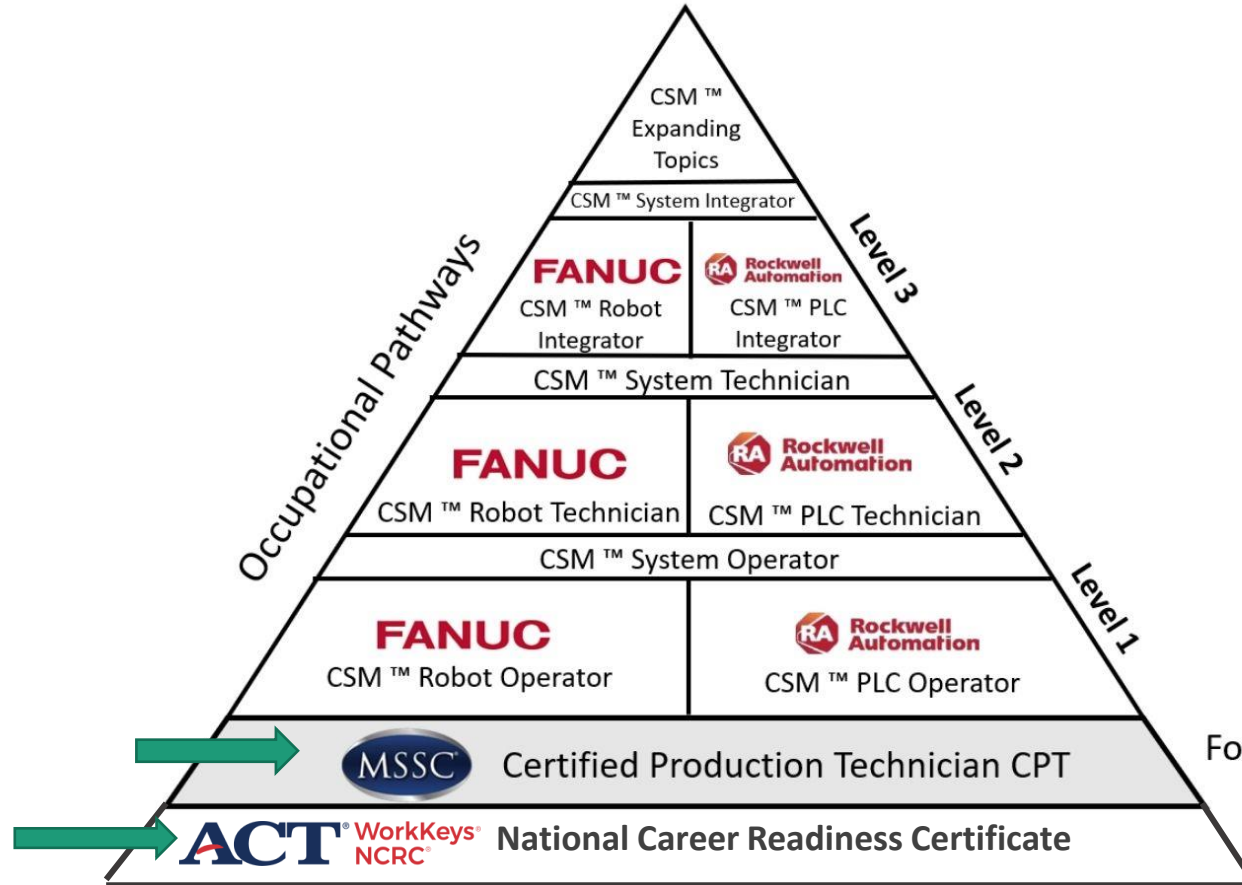 CSM ™
Expanding
Topics
CSM ™ System Integrator
Level 3
Occupational Pathways
FANUC
CSM ™ Robot
Integrator
RA Rockwell
Automation
CSM ™ PLC
Integrator
CSM ™ System Technician
Level 2
FANUC
CSM ™ Robot Technician
RA Rockwell
Automation
CSM ™ PLC Technician
CSM ™ System Operator
Level 1
FANUC
CSM ™ Robot Operator
RA Rockwell
Automation
CSM ™ PLC Operator
MSSC Certified Production Technician CPT
Fo
ACT® WorkKeys®
NCRC®
National Career Readiness Certificate